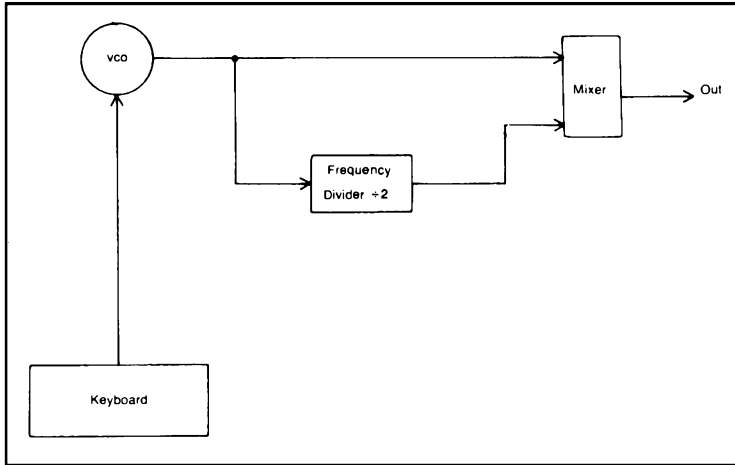 vco
Mixer
Out
Frequency
Divider ÷2
Keyboard